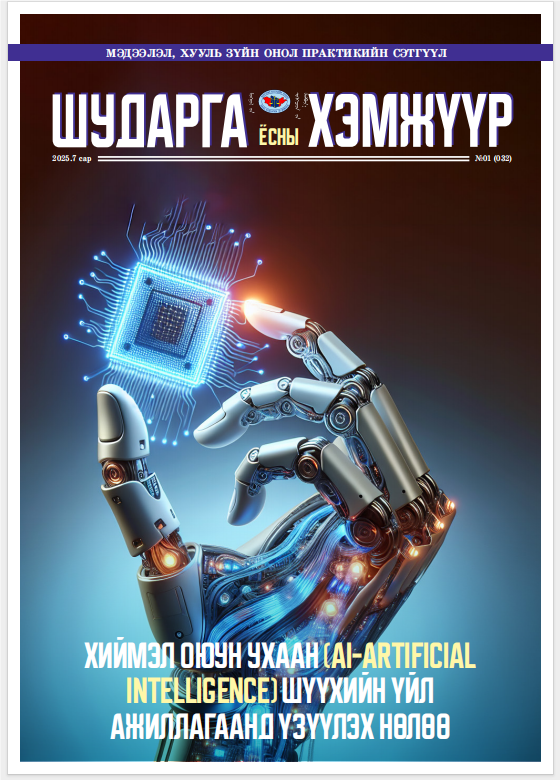 МЭДЭЭЛЭЛ, ХУУЛЬ ЗҮЙН ОНОЛ ПРАКТИКИЙН СЭТГҮҮЛ
ШУДАРГА ЁСНЫ ХЭМЖҮҮР
2025.7 сар №01 (032)
ХИЙМЭЛ ОЮУН УХААН (AI-ARTIFICIAL
INTELLIGENCE) ШҮҮХИЙН ҮЙЛ
АЖИЛЛАГААНД ҮЗҮҮЛЭХ НӨЛӨӨ